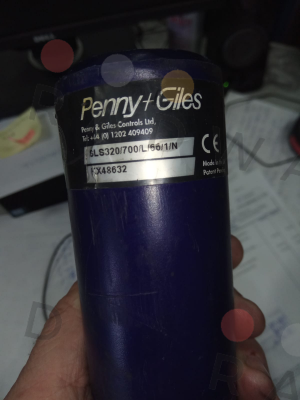 DELL
Penny+Giles
Penny & Giles Controls Ltd.
Tel: +44 (0) 1202 409409
SLS320/700/L/66/1/N
CE
Made in
Patent